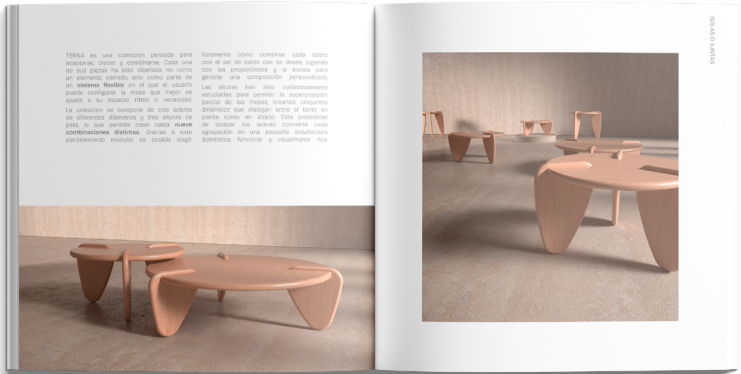 TERNA es una colección pensada para
adaptarse, crecer y combinarse. Cada una
de sus piezas ha sido diseñada no como
un elemento cerrado, sino como parte de
un sistema flexible en el que el usuario
puede configurar la mesa que mejor se
ajuste a su espacio, ritmo o necesidad.
La colección se compone de tres sobres
de diferentes diámetros y tres alturas de
pata, lo que permite crear hasta nueve
combinaciones distintas. Gracias a este
planteamiento modular, es posible elegir
libremente cómo combinar cada sobre
con el set de patas que se desee, jugando
con las proporciones y la escala para
generar una composición personalizada.
Las alturas han sido cuidadosamente
estudiadas para permitir la superposición
parcial de las mesas, creando conjuntos
dinámicos que dialogan entre sí tanto en
planta como en alzado. Esta posibilidad
de solapar los sobres convierte cada
agrupación en una pequeña arquitectura
doméstica, funcional y visualmente rica.
SOLAS O JUNTAS